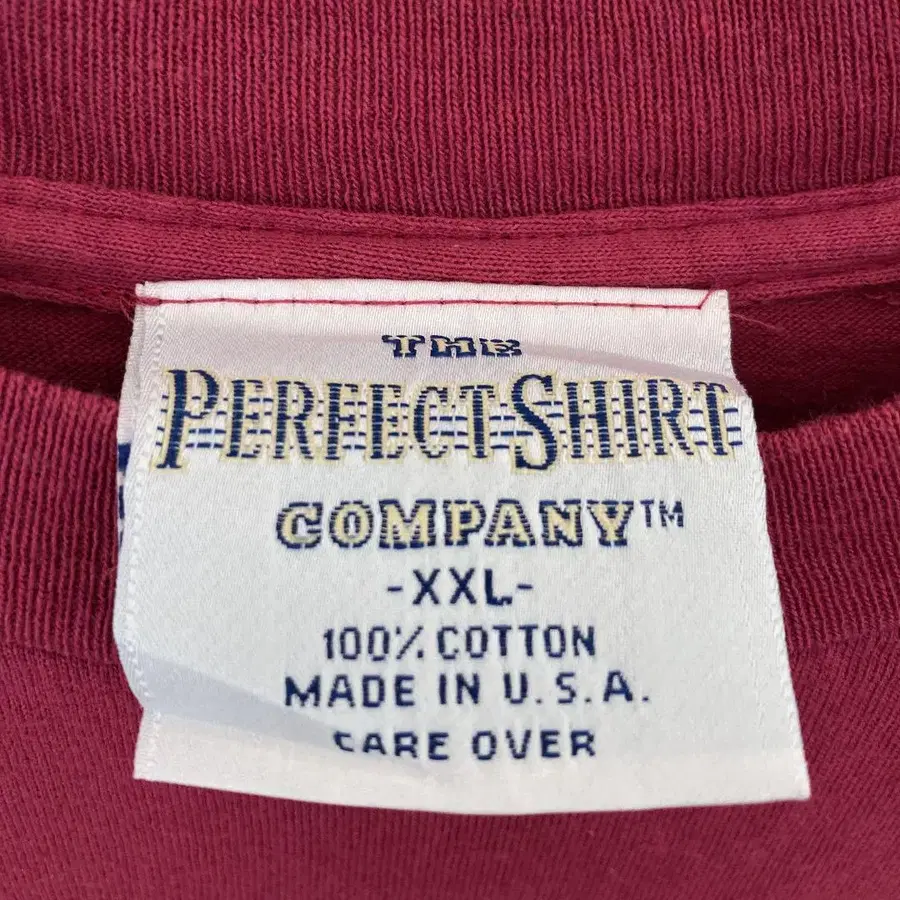 THE
PERFECT SHIRT
COMPANY™
-XXL-
100% COTTON
MADE IN U.S.A.
CARE OVER